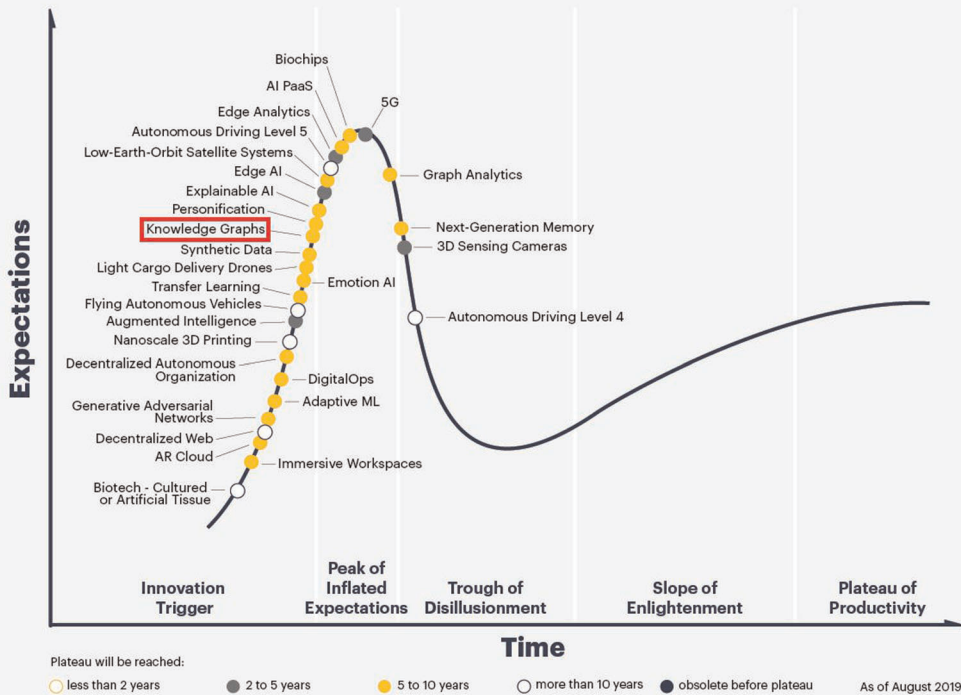 Expectations
Biochips
AI PaaS
5G
Edge Analytics
Autonomous Driving Level 5
Low-Earth-Orbit Satellite Systems
Edge AI
Graph Analytics
Explainable AI
Personification
Knowledge Graphs
Next-Generation Memory
3D Sensing Cameras
Synthetic Data
Light Cargo Delivery Drones
Emotion AI
Transfer Learning
Flying Autonomous Vehicles
Augmented Intelligence
Autonomous Driving Level 4
Nanoscale 3D Printing
Decentralized Autonomous
Organization
DigitalOps
Adaptive ML
Generative Adversarial
Networks
Decentralized Web
AR Cloud
Immersive Workspaces
Biotech - Cultured
or Artificial Tissue
Innovation
Trigger
Peak of
Inflated
Expectations
Trough of
Disillusionment
Slope of
Enlightenment
Plateau of
Productivity
Time
Plateau will be reached:
less than 2 years
2 to 5 years
5 to 10 years
more than 10 years
obsolete before plateau
As of August 2019